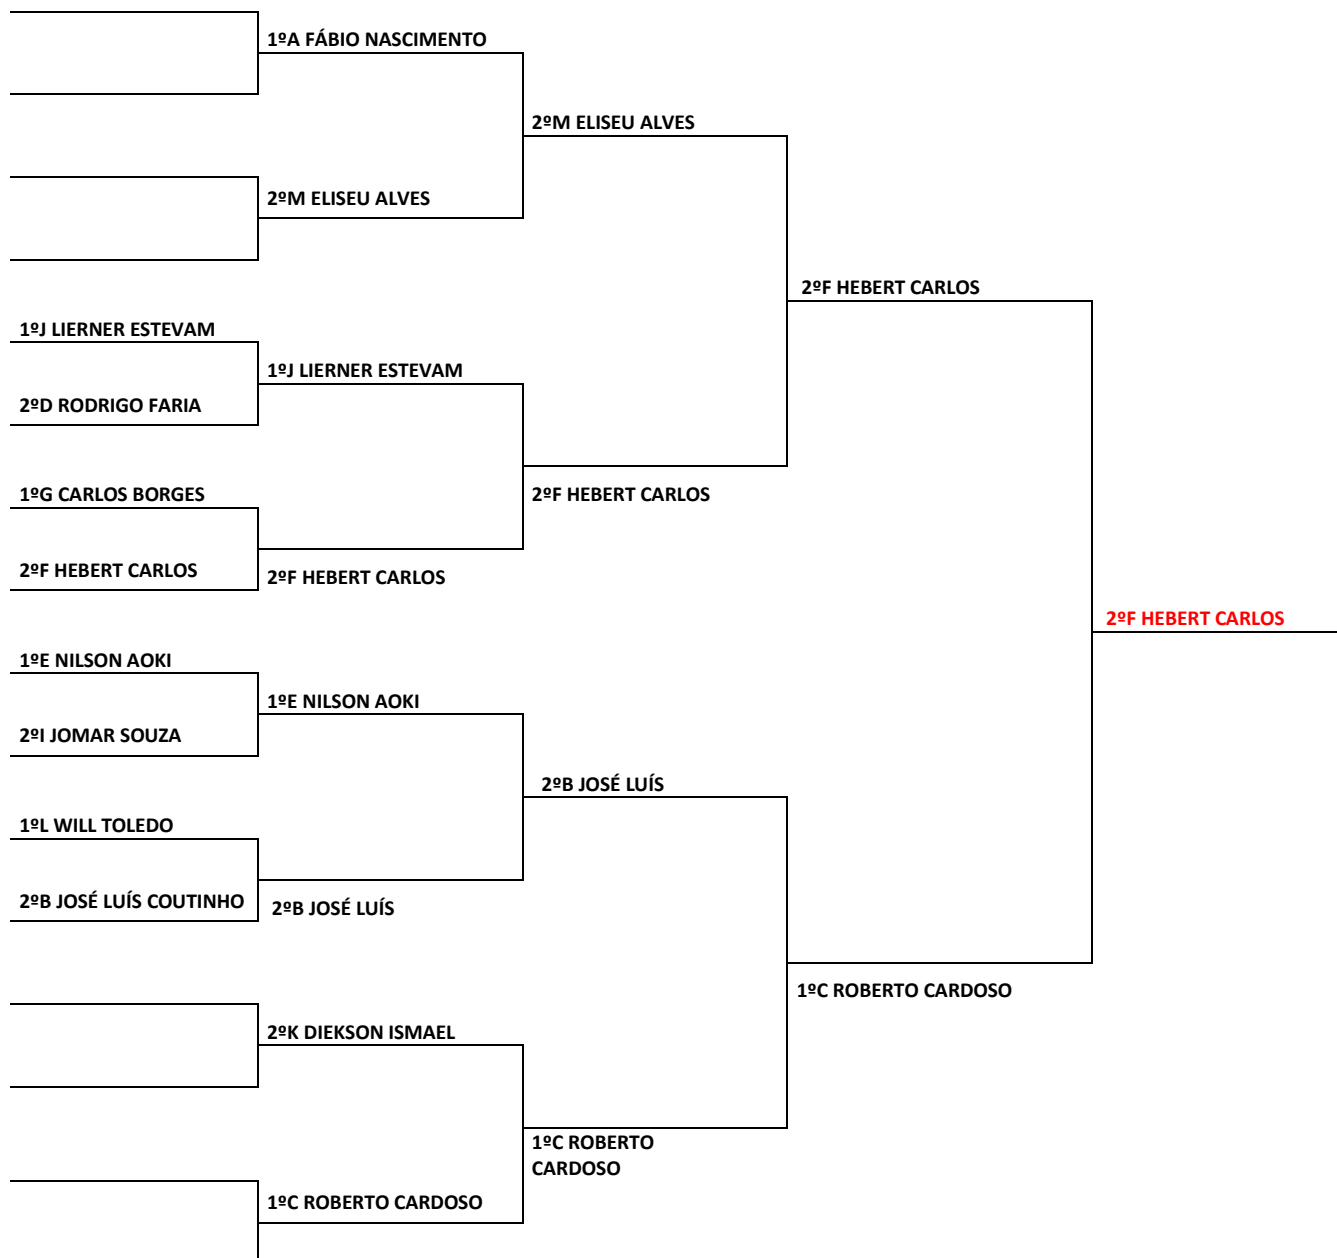 1ºA FÁBIO NASCIMENTO
2ºM ELISEU ALVES
2ºM ELISEU ALVES
2ºF HEBERT CARLOS
1ºJ LIERNER ESTEVAM
1ºJ LIERNER ESTEVAM
2ºD RODRIGO FARIA
1ºG CARLOS BORGES
2ºF HEBERT CARLOS
2ºF HEBERT CARLOS
2ºF HEBERT CARLOS
2ºF HEBERT CARLOS
1ºE NILSON AOKI
1ºE NILSON AOKI
2ºI JOMAR SOUZA
2ºB JOSÉ LUÍS
1ºL WILL TOLEDO
2ºB JOSÉ LUÍS COUTINHO
2ºB JOSÉ LUÍS
1ºC ROBERTO CARDOSO
2ºK DIEKSON ISMAEL
1ºC ROBERTO
CARDOSO
1ºC ROBERTO CARDOSO